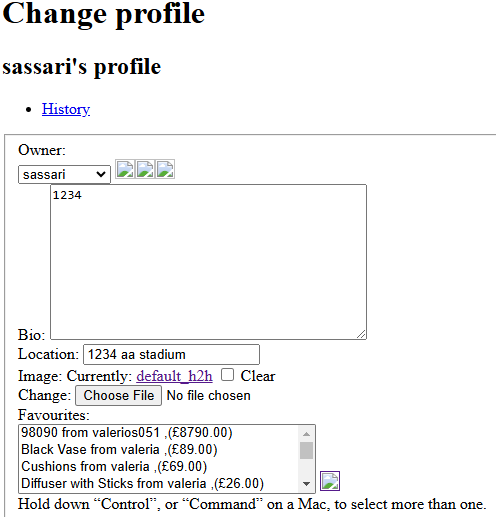 Change profile
sassari's profile
History
Owner:
sassari
1234
Bio:
Location: 1234 aa stadium
Image: Currently: default_h2h Clear
Change: Choose File No file chosen
Favourites:
98090 from valerios051 ,(£8790.00)
Black Vase from valeria ,(£89.00)
Cushions from valeria ,(£69.00)
Diffuser with Sticks from valeria ,(£26.00)
Hold down “Control”, or “Command” on a Mac, to select more than one.